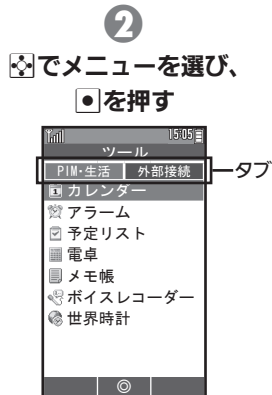 2
でメニューを選び、
を押す
15:05
ツール
PIM・生活 外部接続
タブ
カレンダー
アラーム
予定リスト
電卓
メモ帳
ボイスレコーダー
世界時計